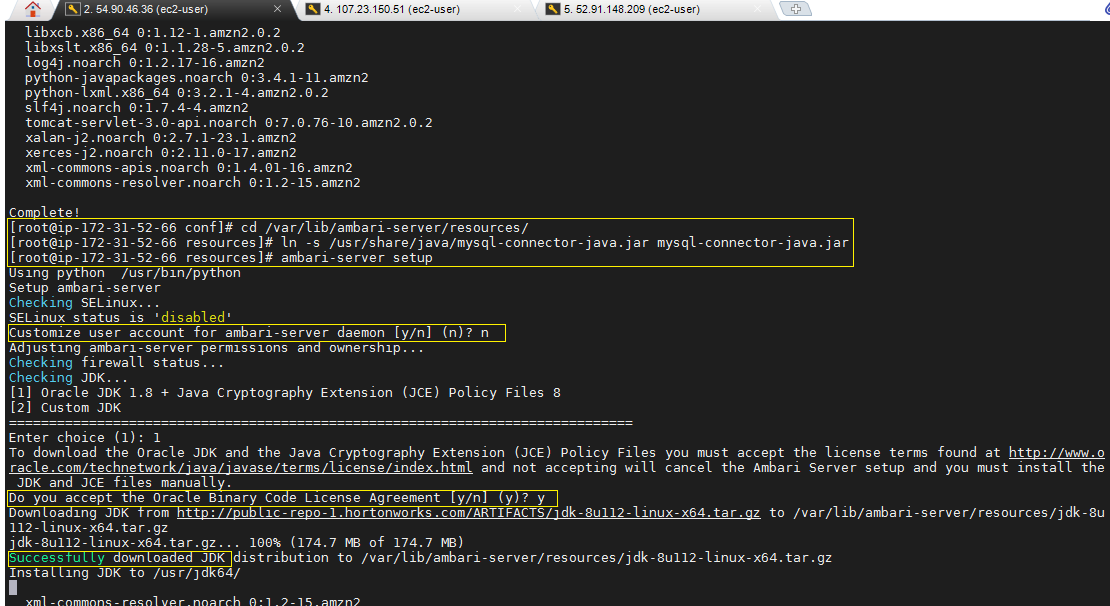 2. 54.90.46.36 (ec2-user)
4. 107.23.150.51 (ec2-user)
5. 52.91.148.209 (ec2-user)
libxcb.x86_64 0:1.12-1.amzn2.0.2
libxslt.x86_64 0:1.1.28-5.amzn2.0.2
log4j.noarch 0:1.2.17-16.amzn2
python-javapackages.noarch 0:3.4.1-11.amzn2
python-lxml.x86_64 0:3.2.1-4.amzn2.0.2
slf4j.noarch 0:1.7.4-4.amzn2
tomcat-servlet-3.0-api.noarch 0:7.0.76-10.amzn2.0.2
xalan-j2.noarch 0:2.7.1-23.1.amzn2
xerces-j2.noarch 0:2.11.0-17.amzn2
xml-commons-apis.noarch 0:1.4.01-16.amzn2
xml-commons-resolver.noarch 0:1.2-15.amzn2
Complete!
[root@ip-172-31-52-66 conf]# cd /var/lib/ambari-server/resources/
[root@ip-172-31-52-66 resources]# ln -s /usr/share/java/mysql-connector-java.jar mysql-connector-java.jar
[root@ip-172-31-52-66 resources]# ambari-server setup
Using python  /usr/bin/python
Setup ambari-server
Checking SELinux...
SELinux status is 'disabled'
Customize user account for ambari-server daemon [y/n] (n)? n
Adjusting ambari-server permissions and ownership...
Checking firewall status...
Checking JDK...
[1] Oracle JDK 1.8 + Java Cryptography Extension (JCE) Policy Files 8
[2] Custom JDK
==============================================================================
Enter choice (1): 1
To download the Oracle JDK and the Java Cryptography Extension (JCE) Policy Files you must accept the license terms found at http://www.o
racle.com/technetwork/java/javase/terms/license/index.html and not accepting will cancel the Ambari Server setup and you must install the
JDK and JCE files manually.
Do you accept the Oracle Binary Code License Agreement [y/n] (y)? y
Downloading JDK from http://public-repo-1.hortonworks.com/ARTIFACTS/jdk-8u112-linux-x64.tar.gz to /var/lib/ambari-server/resources/jdk-8u
112-linux-x64.tar.gz
jdk-8u112-linux-x64.tar.gz... 100% (174.7 MB of 174.7 MB)
Successfully downloaded JDK distribution to /var/lib/ambari-server/resources/jdk-8u112-linux-x64.tar.gz
Installing JDK to /usr/jdk64/
xml-commons-resolver.noarch 0:1.2-15.amzn2